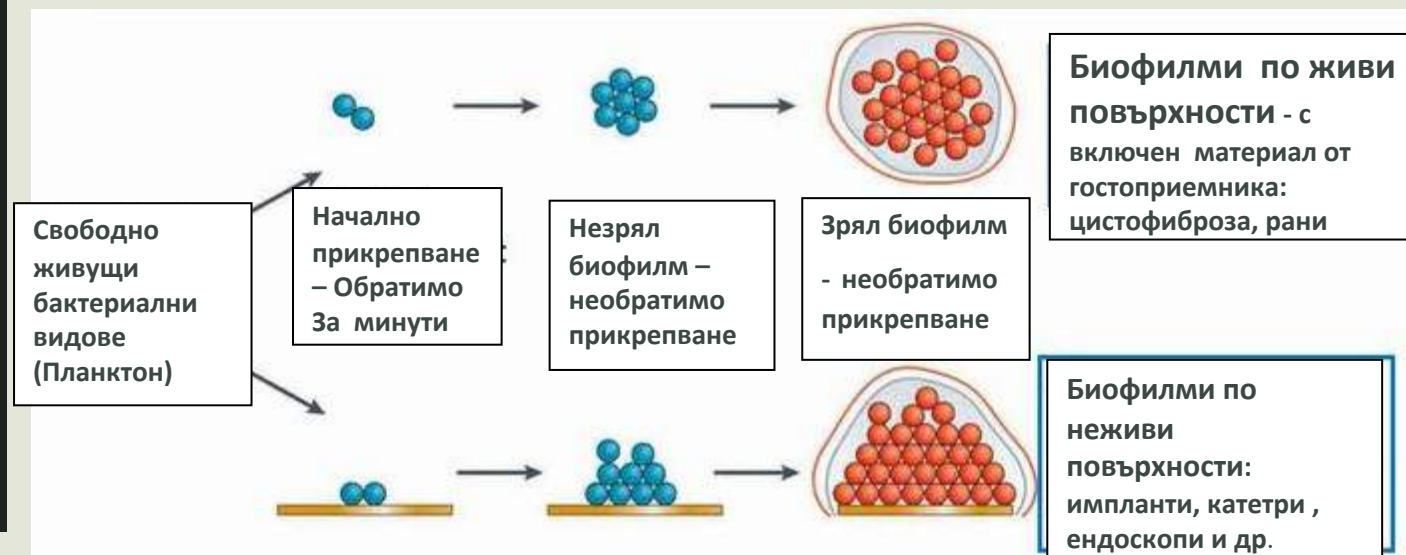 Биофилми по живи
повърхности - с
включен материал от
гостоприемника:
цистофиброза, рани
Свободно
живущи
бактериални
видове
(Планктон)
Начално
прикрепване
– Обратимо
За минути
Незрял
биофилм –
необратимо
прикрепване
Зрял биофилм
- необратимо
прикрепване
Биофилми по
неживи
повърхности:
импланти, катетри ,
ендоскопи и др.